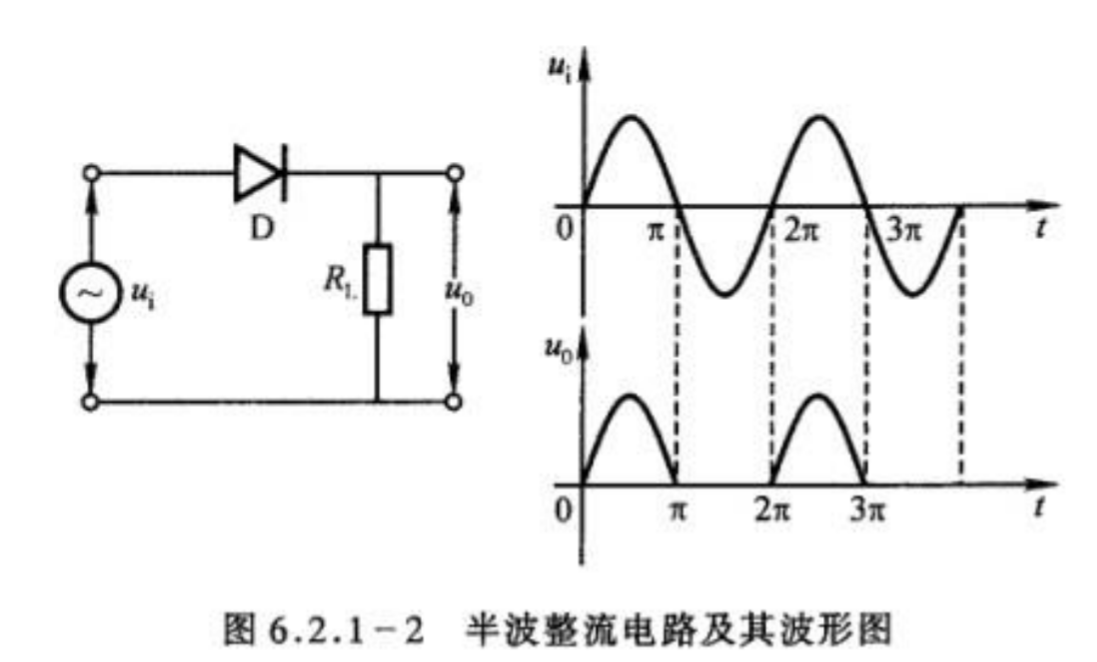 u_i
D
~ u_i
R_L
u_0
0 π 2π 3π t
u_0
0 π 2π 3π t
图 6.2.1-2 半波整流电路及其波形图